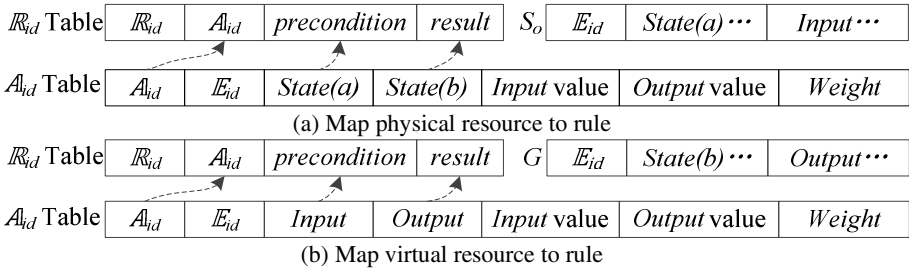 ℝid Table ℝid 𝔸id precondition result So 𝔼id State(a)··· Input···
𝔸id Table 𝔸id 𝔼id State(a) State(b) Input value Output value Weight
(a) Map physical resource to rule
ℝid Table ℝid 𝔸id precondition result G 𝔼id State(b)··· Output···
𝔸id Table 𝔸id 𝔼id Input Output Input value Output value Weight
(b) Map virtual resource to rule